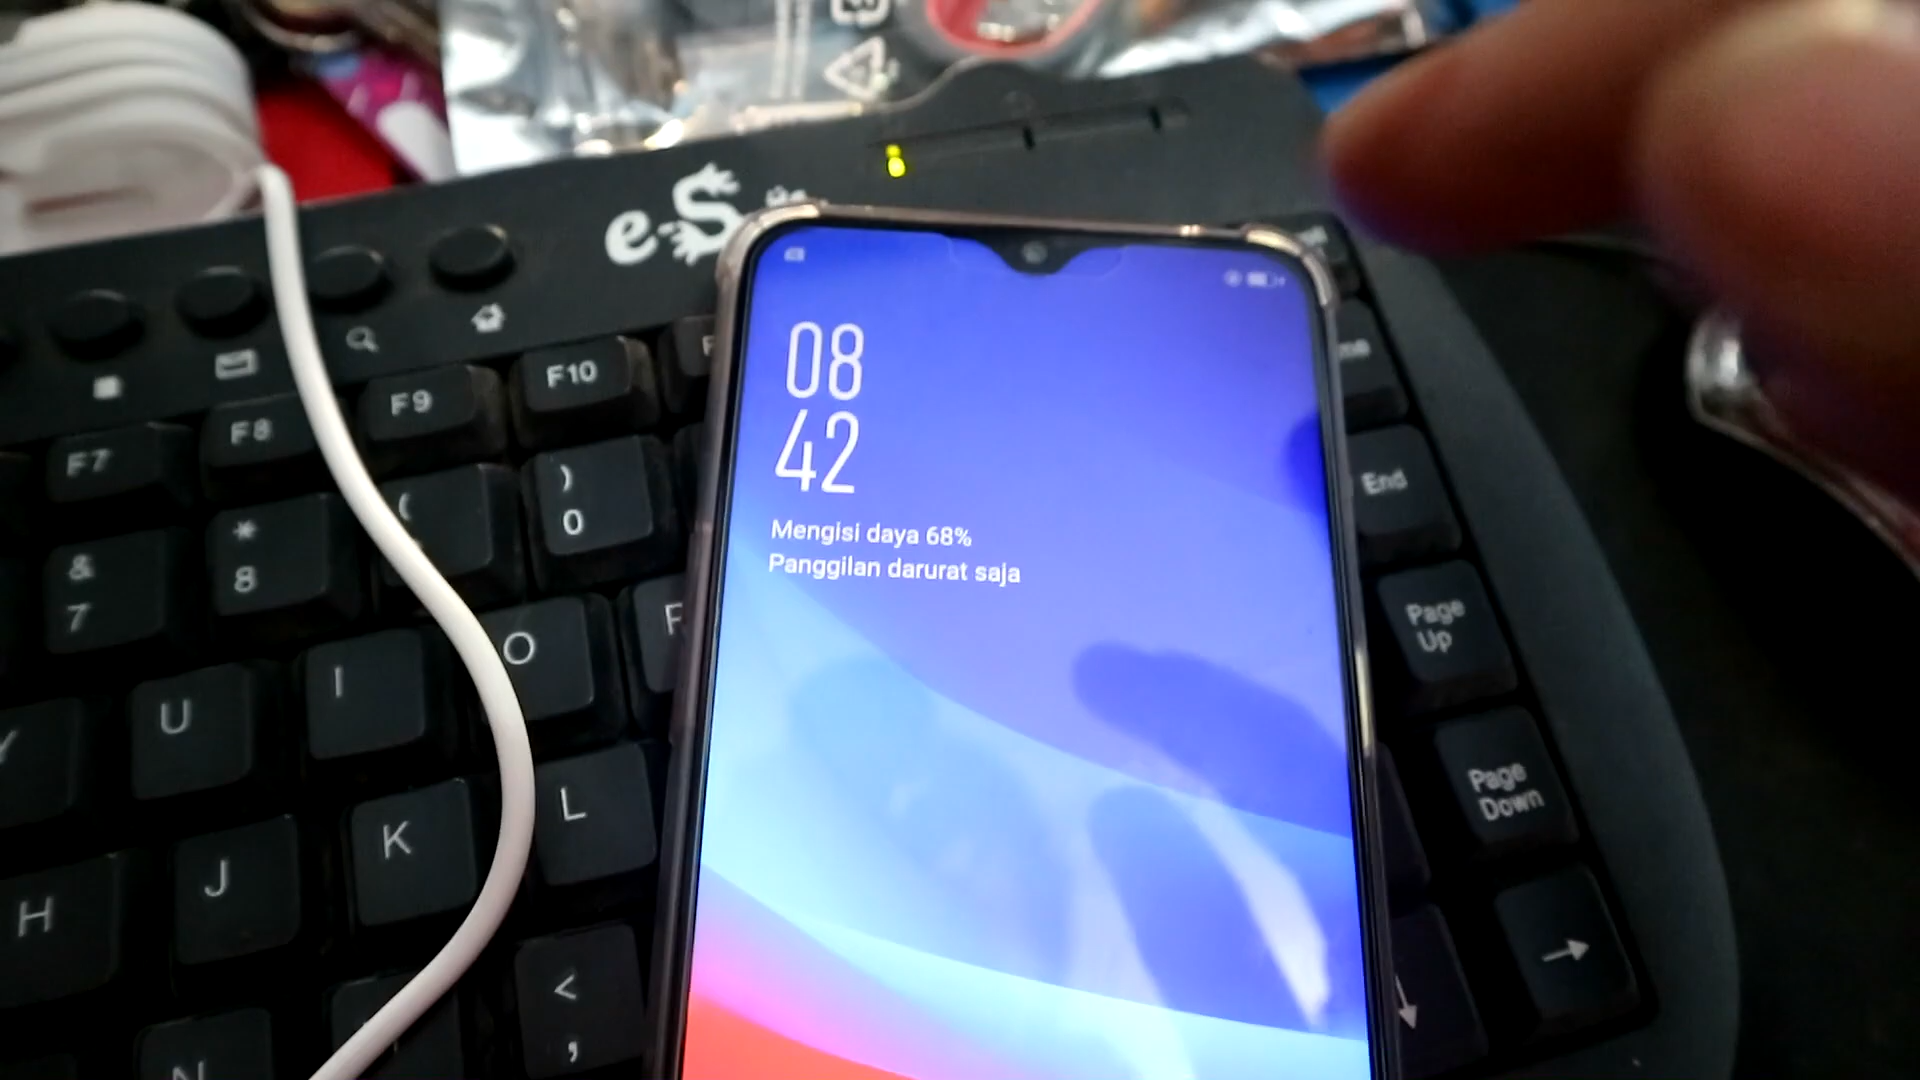 e-S
08
42
Mengisi daya 68%
Panggilan darurat saja
F7
F8
F9
F10
F
&
7
*
8
(
)
0
End
Page
Up
Page
Down
Y
U
I
O
H
J
K
L
N
<
,